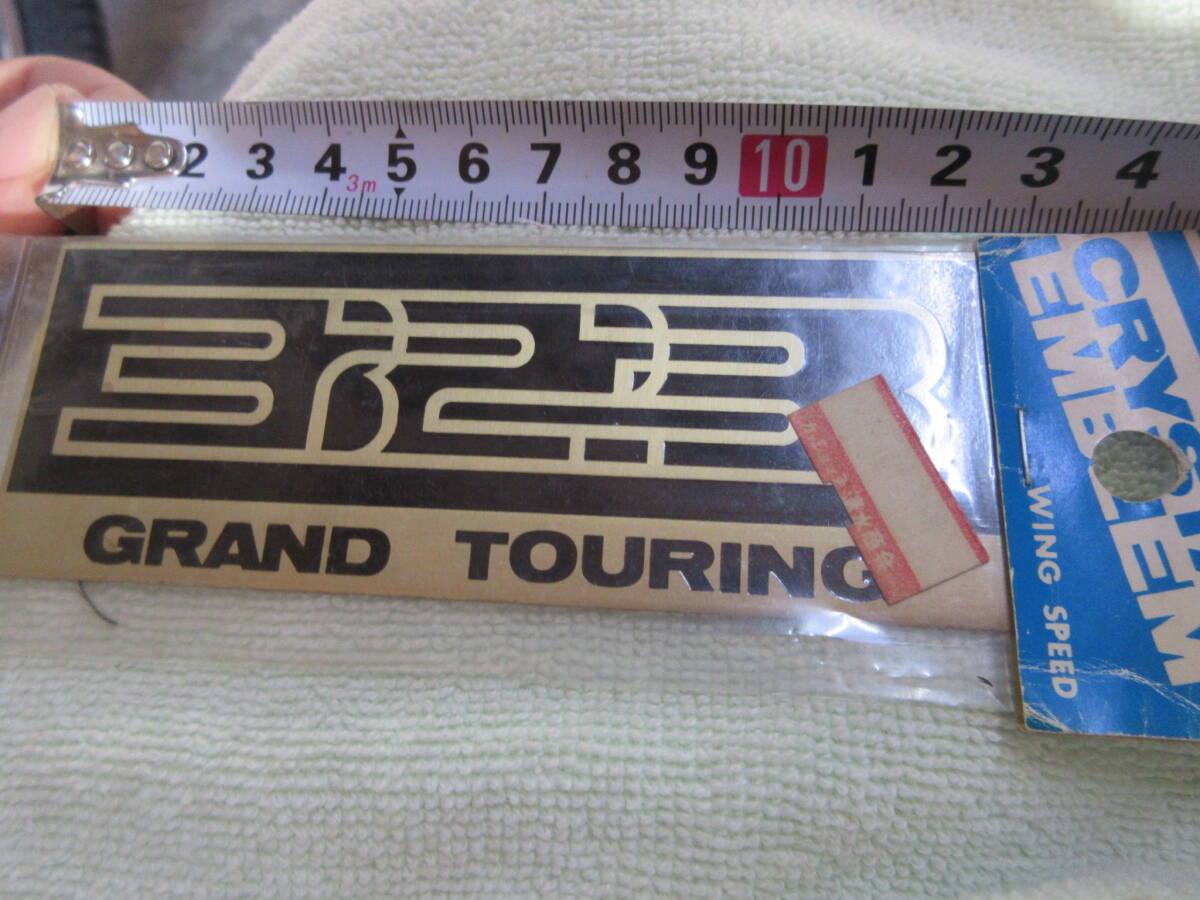 2 3 4 5 6 7 8 9 10 1 2 3 4
3m
323
GRAND TOURING
EMBLEM
WING SPEED